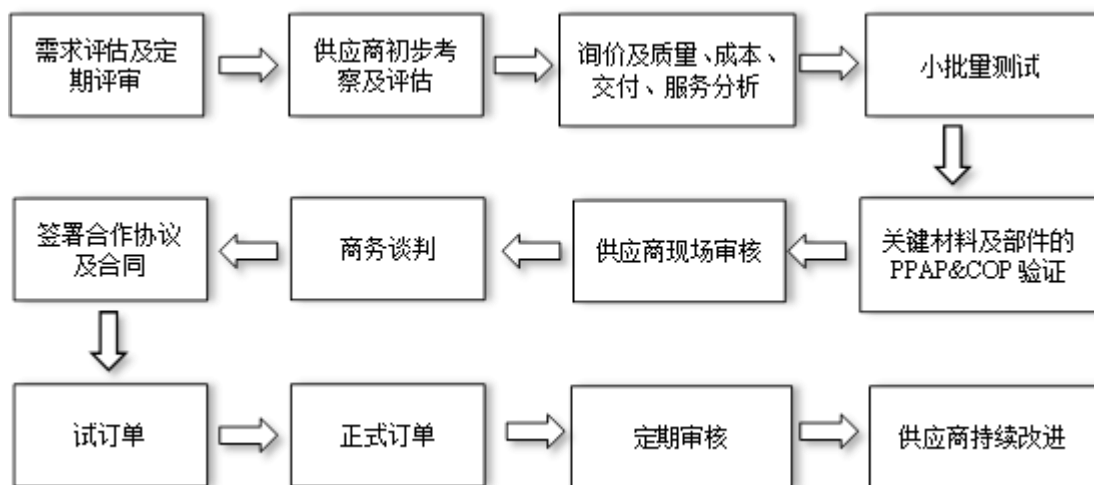 需求评估及定
期评审
供应商初步考
察及评估
询价及质量、成本、
交付、服务分析
小批量测试
关键材料及部件的
PPAP&COP 验证
供应商现场审核
商务谈判
签署合作协议
及合同
试订单
正式订单
定期审核
供应商持续改进